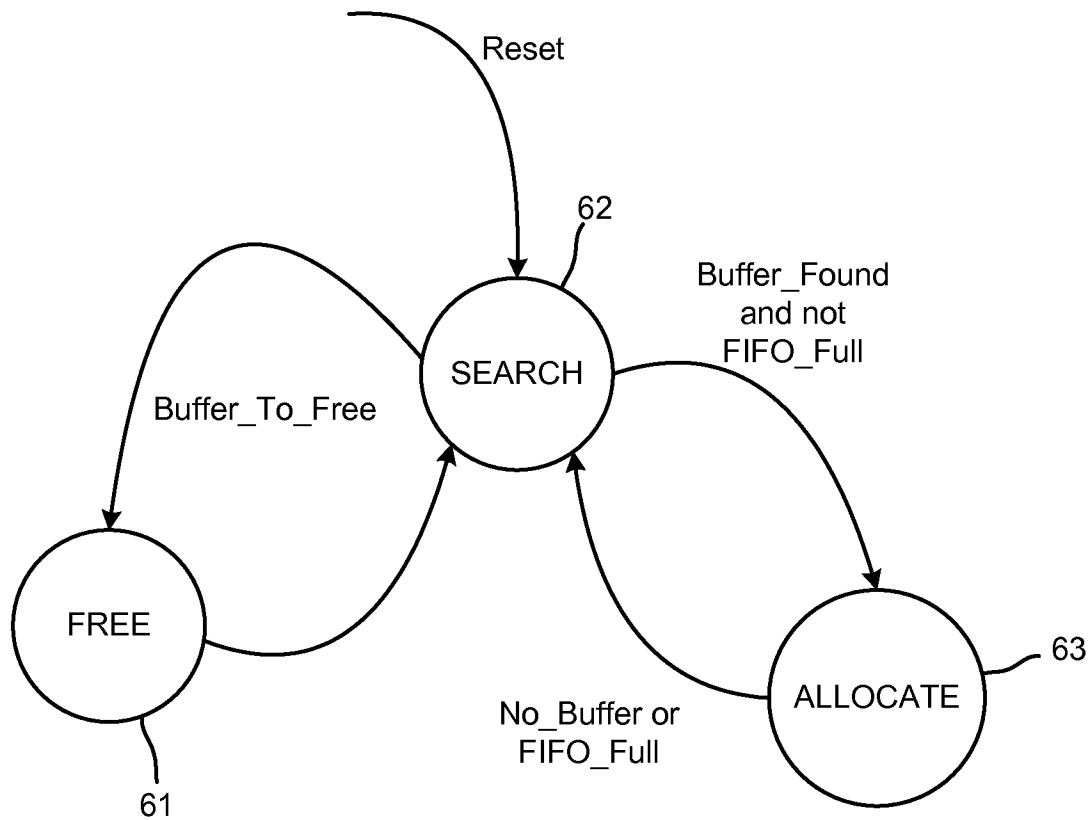 Reset
62
Buffer_Found
and not
FIFO_Full
SEARCH
Buffer_To_Free
FREE
63
ALLOCATE
No_Buffer or
FIFO_Full
61